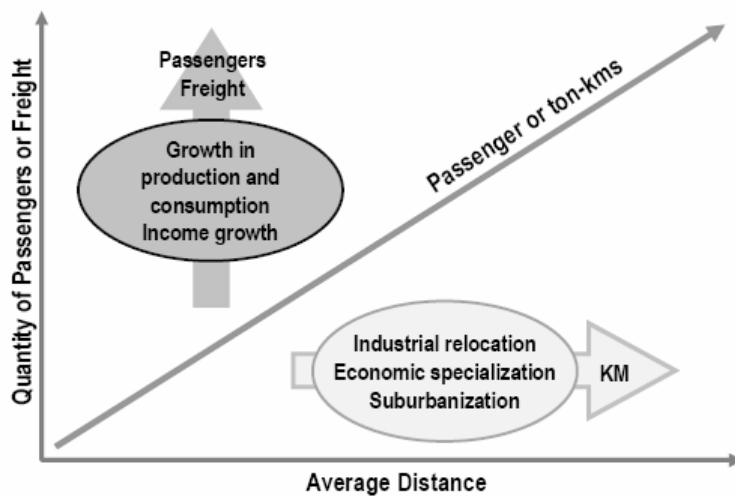 Quantity of Passengers or Freight
Passengers
Freight
Growth in
production and
consumption
Income growth
Passenger or ton-kms
Industrial relocation
Economic specialization
Suburbanization
KM
Average Distance